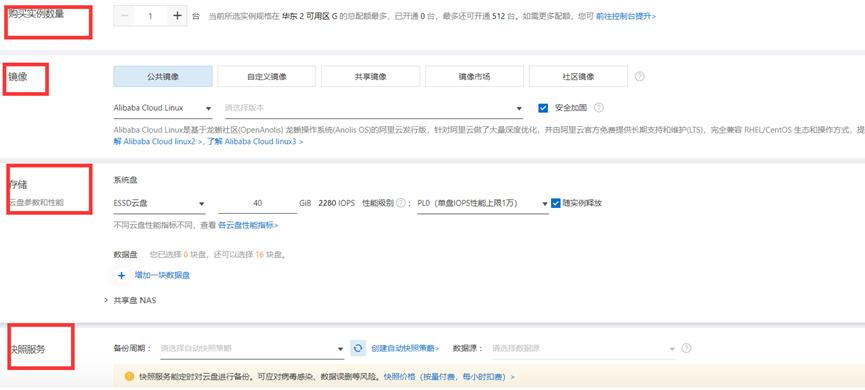 购买实例数量
1 台 当前所选实例规格在 华东 2 可用区 G 的总配额最多，已开通 0 台，最多还可开通 512 台。如需更多配额，您可 前往控制台提升>
镜像 公共镜像 自定义镜像 共享镜像 镜像市场 社区镜像
Alibaba Cloud Linux 请选择版本 安全加固
Alibaba Cloud Linux是基于龙蜥社区(OpenAnolis) 龙蜥操作系统(Anolis OS)的阿里云发行版，针对阿里云做了大量深度优化，并由阿里云官方免费提供长期支持和维护(LTS)，完全兼容 RHEL/CentOS 生态和操作方式，提
解 Alibaba Cloud linux2 >, 了解 Alibaba Cloud linux3 >
存储
云盘参数和性能
系统盘
ESSD云盘 40 GiB 2280 IOPS 性能级别 ： PL0（单盘IOPS性能上限1万） 随实例释放
不同云盘性能指标不同，查看 各云盘性能指标>
数据盘 您已选择 0 块盘，还可以选择 16 块盘。
+ 增加一块数据盘
> 共享盘 NAS
快照服务
备份周期： 请选择自动快照策略 创建自动快照策略> 数据源： 请选择数据源
快照服务能定时对云盘进行备份。可应对病毒感染、数据误删等风险。快照价格（按量付费，每小时扣费）>